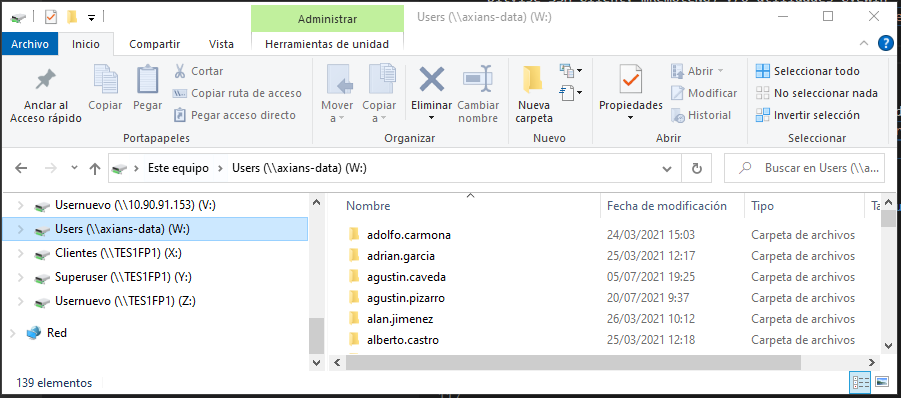 Administrar
Users (\\axians-data) (W:)
Archivo
Inicio
Compartir
Vista
Herramientas de unidad
Anclar al
Acceso rápido
Copiar
Pegar
Cortar
Copiar ruta de acceso
Pegar acceso directo
Portapapeles
Mover
a
Copiar
a
Eliminar
Cambiar
nombre
Organizar
Nueva
carpeta
Nuevo
Propiedades
Abrir
Modificar
Historial
Abrir
Seleccionar todo
No seleccionar nada
Invertir selección
Seleccionar
Este equipo
Users (\\axians-data) (W:)
Buscar en Users (\\a...
Usernuevo (\\10.90.91.153) (V:)
Users (\\axians-data) (W:)
Clientes (\\TES1FP1) (X:)
Superuser (\\TES1FP1) (Y:)
Usernuevo (\\TES1FP1) (Z:)
Red
Nombre Fecha de modificación Tipo Ta
adolfo.carmona 24/03/2021 15:03 Carpeta de archivos
adrian.garcia 25/03/2021 12:17 Carpeta de archivos
agustin.caveda 05/07/2021 19:25 Carpeta de archivos
agustin.pizarro 20/07/2021 9:37 Carpeta de archivos
alan.jimenez 26/03/2021 10:12 Carpeta de archivos
alberto.castro 25/03/2021 12:18 Carpeta de archivos
139 elementos